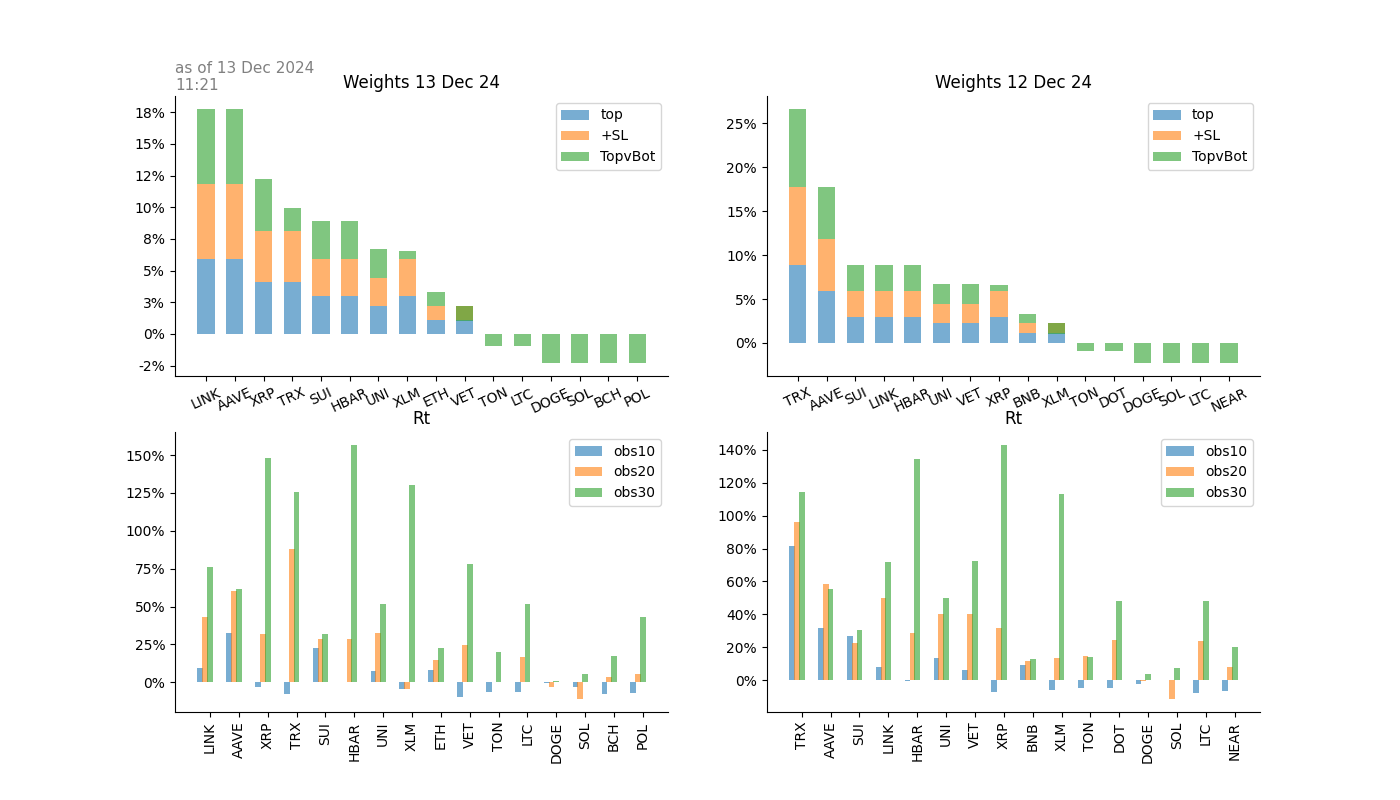 as of 13 Dec 2024
11:21
Weights 13 Dec 24
18%
15%
12%
10%
8%
5%
3%
0%
-2%
top
+SL
TopvBot
LINK AAVE XRP TRX SUI HBAR UNI XLM ETH VET TON LTC DOGE SOL BCH POL
Weights 12 Dec 24
25%
20%
15%
10%
5%
0%
top
+SL
TopvBot
TRX AAVE SUI LINK HBAR UNI VET XRP BNB XLM TON DOT DOGE SOL LTC NEAR
Rt
150%
125%
100%
75%
50%
25%
0%
obs10
obs20
obs30
LINK AAVE XRP TRX SUI HBAR UNI XLM ETH VET TON LTC DOGE SOL BCH POL
Rt
140%
120%
100%
80%
60%
40%
20%
0%
obs10
obs20
obs30
TRX AAVE SUI LINK HBAR UNI VET XRP BNB XLM TON DOT DOGE SOL LTC NEAR